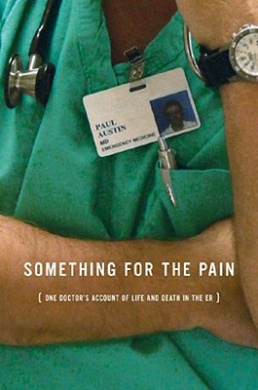 PAUL
AUSTIN
MD
EMERGENCY MEDICINE
SOMETHING FOR THE PAIN
( ONE DOCTOR'S ACCOUNT OF LIFE AND DEATH IN THE ER )